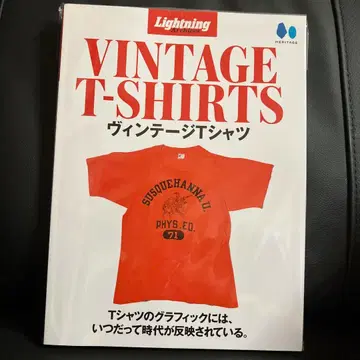 Lightning
Archives
HERITAGE
VINTAGE
T-SHIRTS
ヴィンテージTシャツ
SUSQUEHANNA U.
PHYS. ED.
71
Tシャツのグラフィックには、
いつだって時代が反映されている。